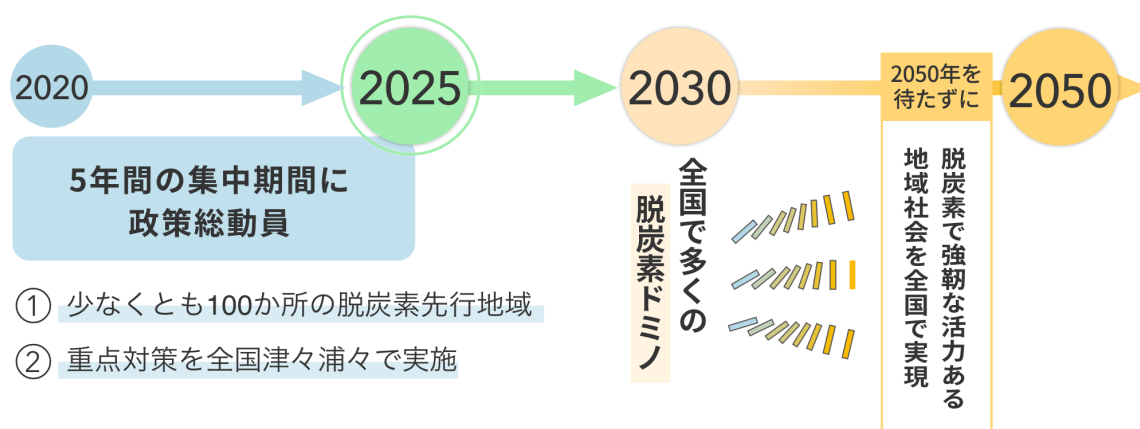 2020
2025
2030
2050年を
待たずに
2050
5年間の集中期間に
政策総動員
① 少なくとも100か所の脱炭素先行地域
② 重点対策を全国津々浦々で実施
全国で多くの
脱炭素ドミノ
脱炭素で強靭な活力ある
地域社会を全国で実現